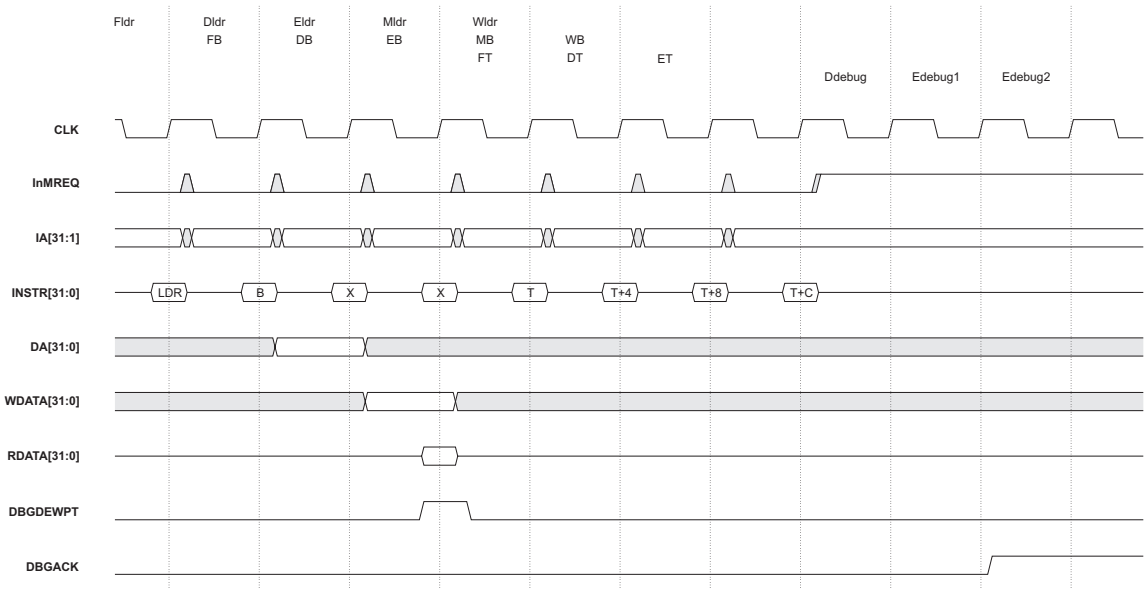 Fldr Dldr Eldr Mldr Wldr
FB DB EB MB WB
FT DT ET
Ddebug Edebug1 Edebug2
CLK
InMREQ
IA[31:1]
INSTR[31:0] LDR B X X T T+4 T+8 T+C
DA[31:0]
WDATA[31:0]
RDATA[31:0]
DBGDEWPT
DBGACK